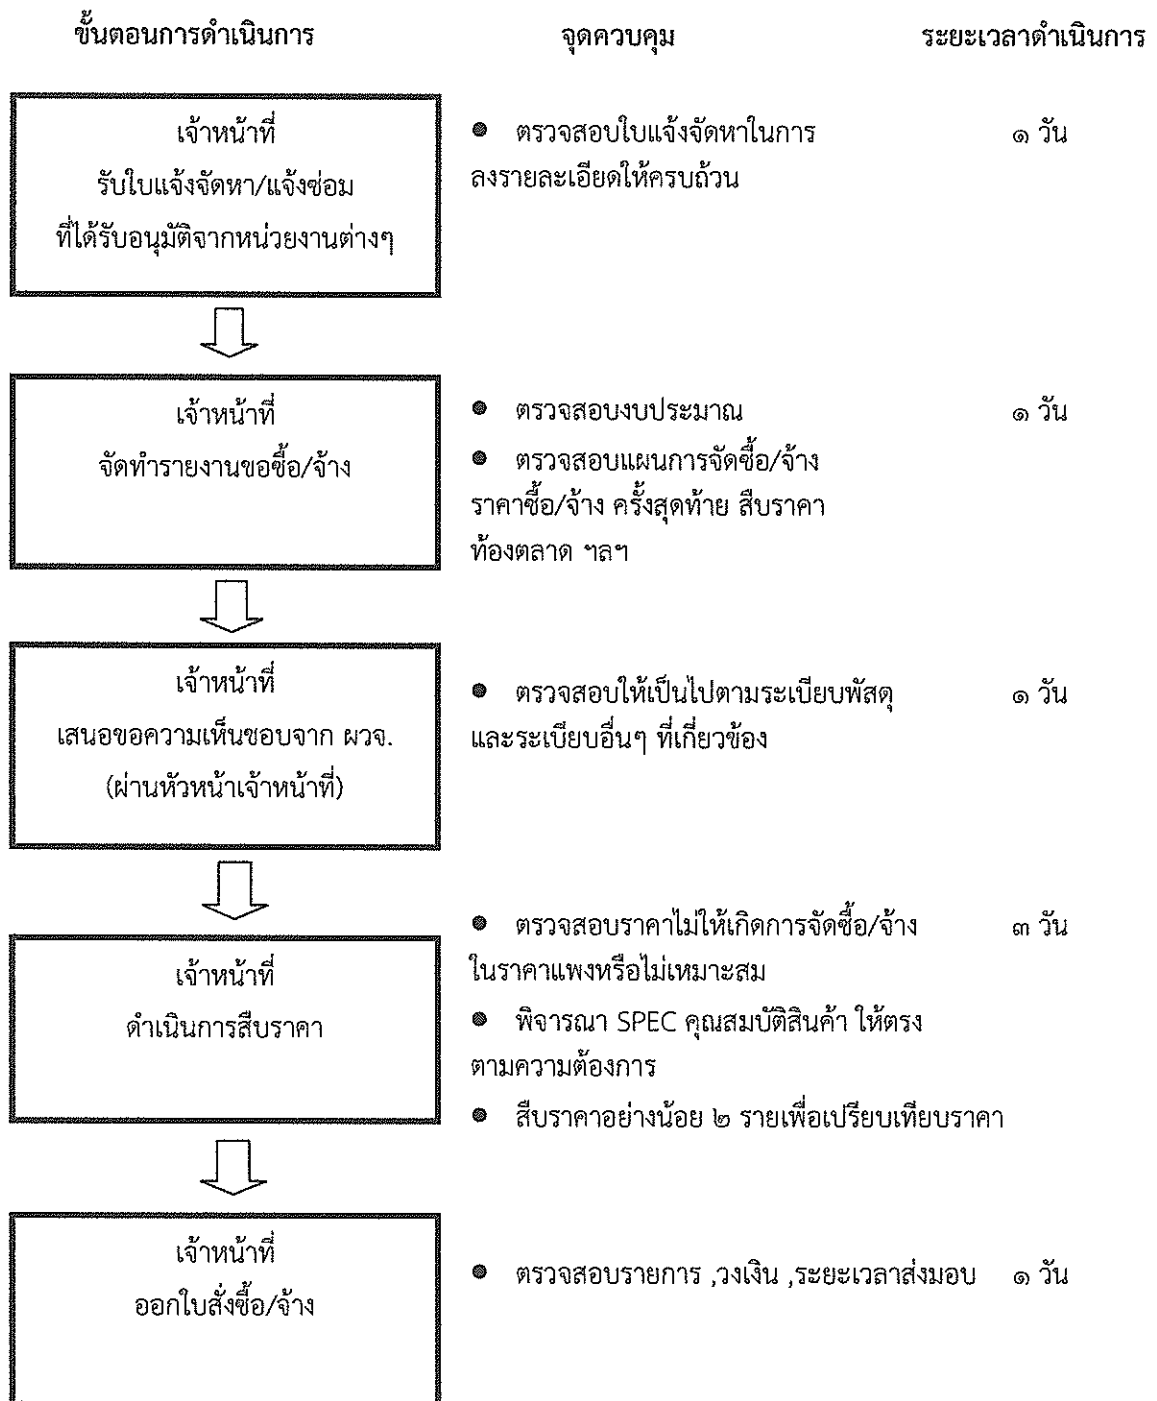 ขั้นตอนการดำเนินการ จุดควบคุม ระยะเวลาดำเนินการ
เจ้าหน้าที่
รับใบแจ้งจัดหา/แจ้งซ่อม
ที่ได้รับอนุมัติจากหน่วยงานต่างๆ
● ตรวจสอบใบแจ้งจัดหาในการ
ลงรายละเอียดให้ครบถ้วน
๑ วัน
เจ้าหน้าที่
จัดทำรายงานขอซื้อ/จ้าง
● ตรวจสอบงบประมาณ
● ตรวจสอบแผนการจัดซื้อ/จ้าง
ราคาซื้อ/จ้าง ครั้งสุดท้าย สืบราคา
ท้องตลาด ฯลฯ
๑ วัน
เจ้าหน้าที่
เสนอขอความเห็นชอบจาก ผวจ.
(ผ่านหัวหน้าเจ้าหน้าที่)
● ตรวจสอบให้เป็นไปตามระเบียบพัสดุ
และระเบียบอื่นๆ ที่เกี่ยวข้อง
๑ วัน
เจ้าหน้าที่
ดำเนินการสืบราคา
● ตรวจสอบราคาไม่ให้เกิดการจัดซื้อ/จ้าง
ในราคาแพงหรือไม่เหมาะสม
● พิจารณา SPEC คุณสมบัติสินค้า ให้ตรง
ตามความต้องการ
● สืบราคาอย่างน้อย ๒ รายเพื่อเปรียบเทียบราคา
๓ วัน
เจ้าหน้าที่
ออกใบสั่งซื้อ/จ้าง
● ตรวจสอบรายการ ,วงเงิน ,ระยะเวลาส่งมอบ
๑ วัน